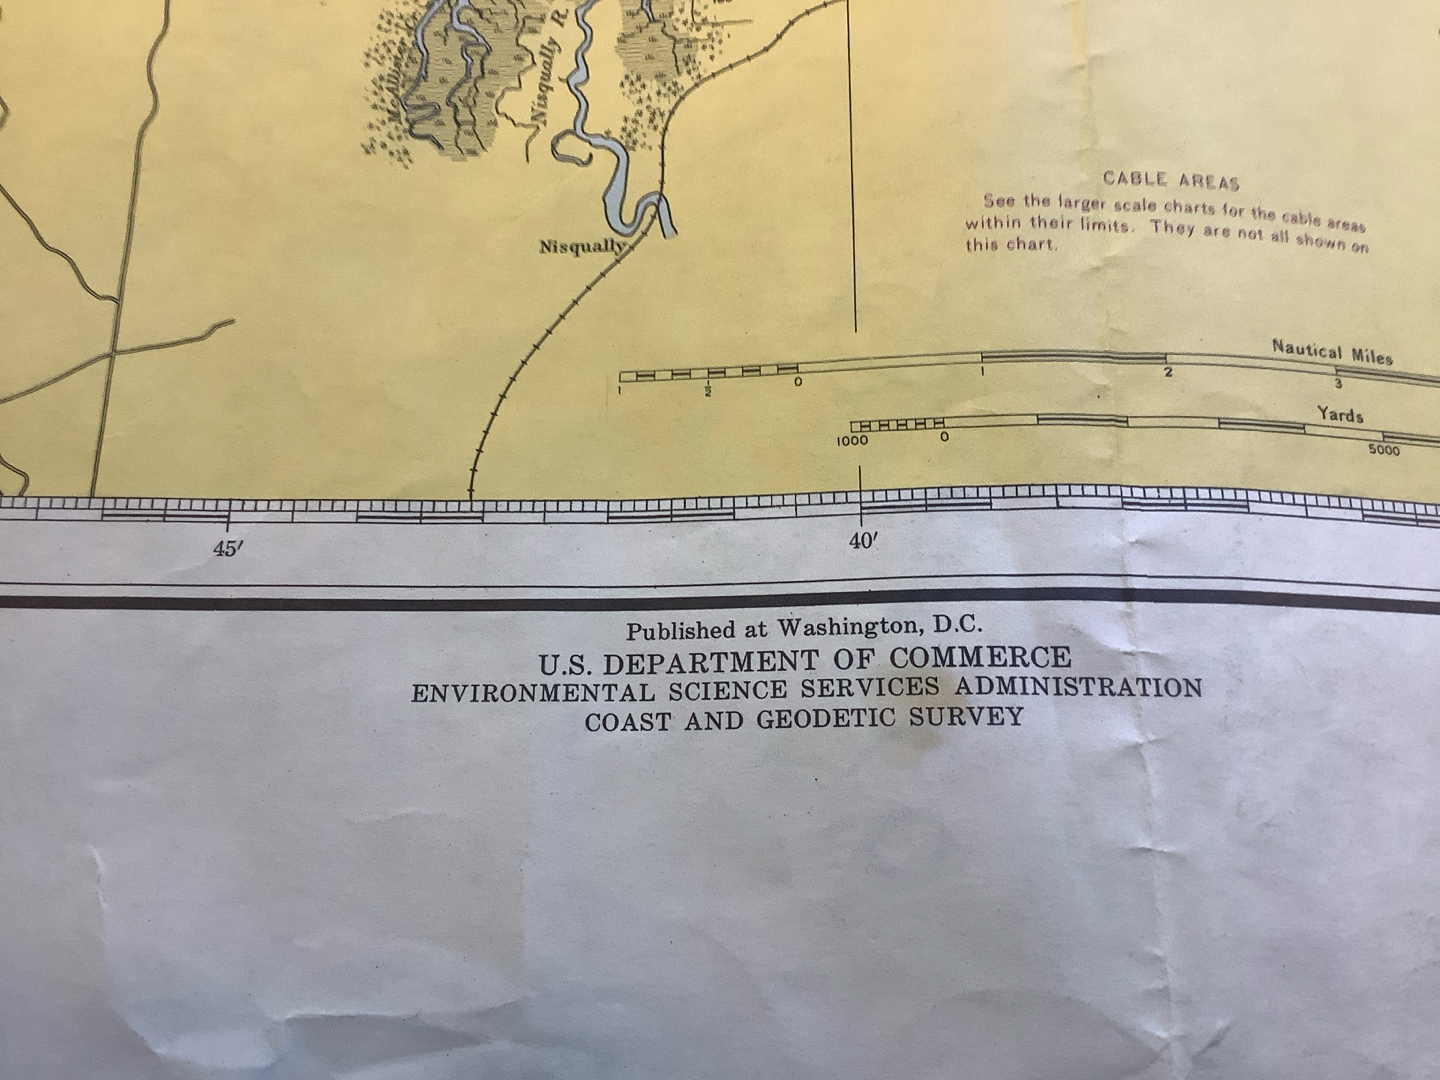 McAllister
Nisqually R.
Nisqually
CABLE AREAS
See the larger scale charts for the cable areas
within their limits. They are not all shown on
this chart.
Nautical Miles
1 ½ 0 1 2 3
Yards
1000 0 5000
45′ 40′
Published at Washington, D.C.
U.S. DEPARTMENT OF COMMERCE
ENVIRONMENTAL SCIENCE SERVICES ADMINISTRATION
COAST AND GEODETIC SURVEY